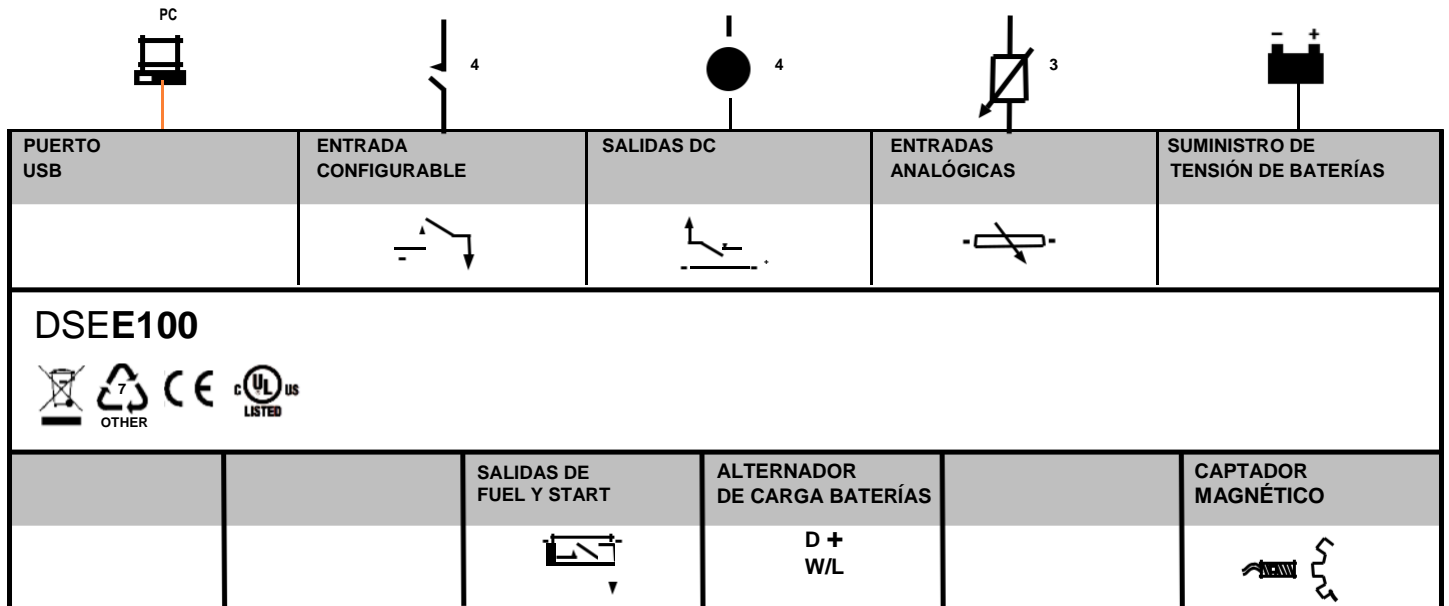 PC
4
4
3
- +
PUERTO
USB
ENTRADA
CONFIGURABLE
SALIDAS DC
ENTRADAS
ANALÓGICAS
SUMINISTRO DE
TENSIÓN DE BATERÍAS
DSEE100
7
OTHER
CE
C UL US
LISTED
SALIDAS DE
FUEL Y START
ALTERNADOR
DE CARGA BATERÍAS
CAPTADOR
MAGNÉTICO
D +
W/L